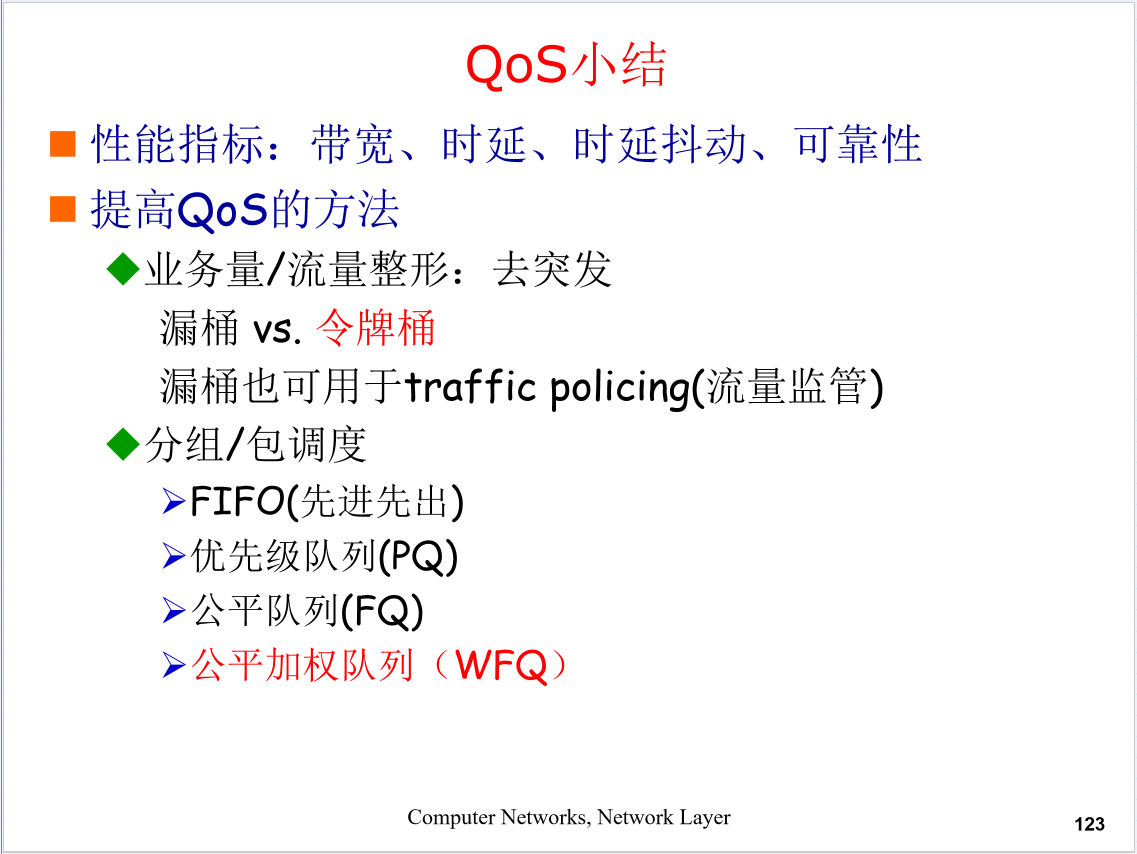 QoS小结
性能指标：带宽、时延、时延抖动、可靠性
提高QoS的方法
业务量/流量整形：去突发
漏桶 vs. 令牌桶
漏桶也可用于traffic policing(流量监管)
分组/包调度
FIFO(先进先出)
优先级队列(PQ)
公平队列(FQ)
公平加权队列（WFQ）
Computer Networks, Network Layer
123